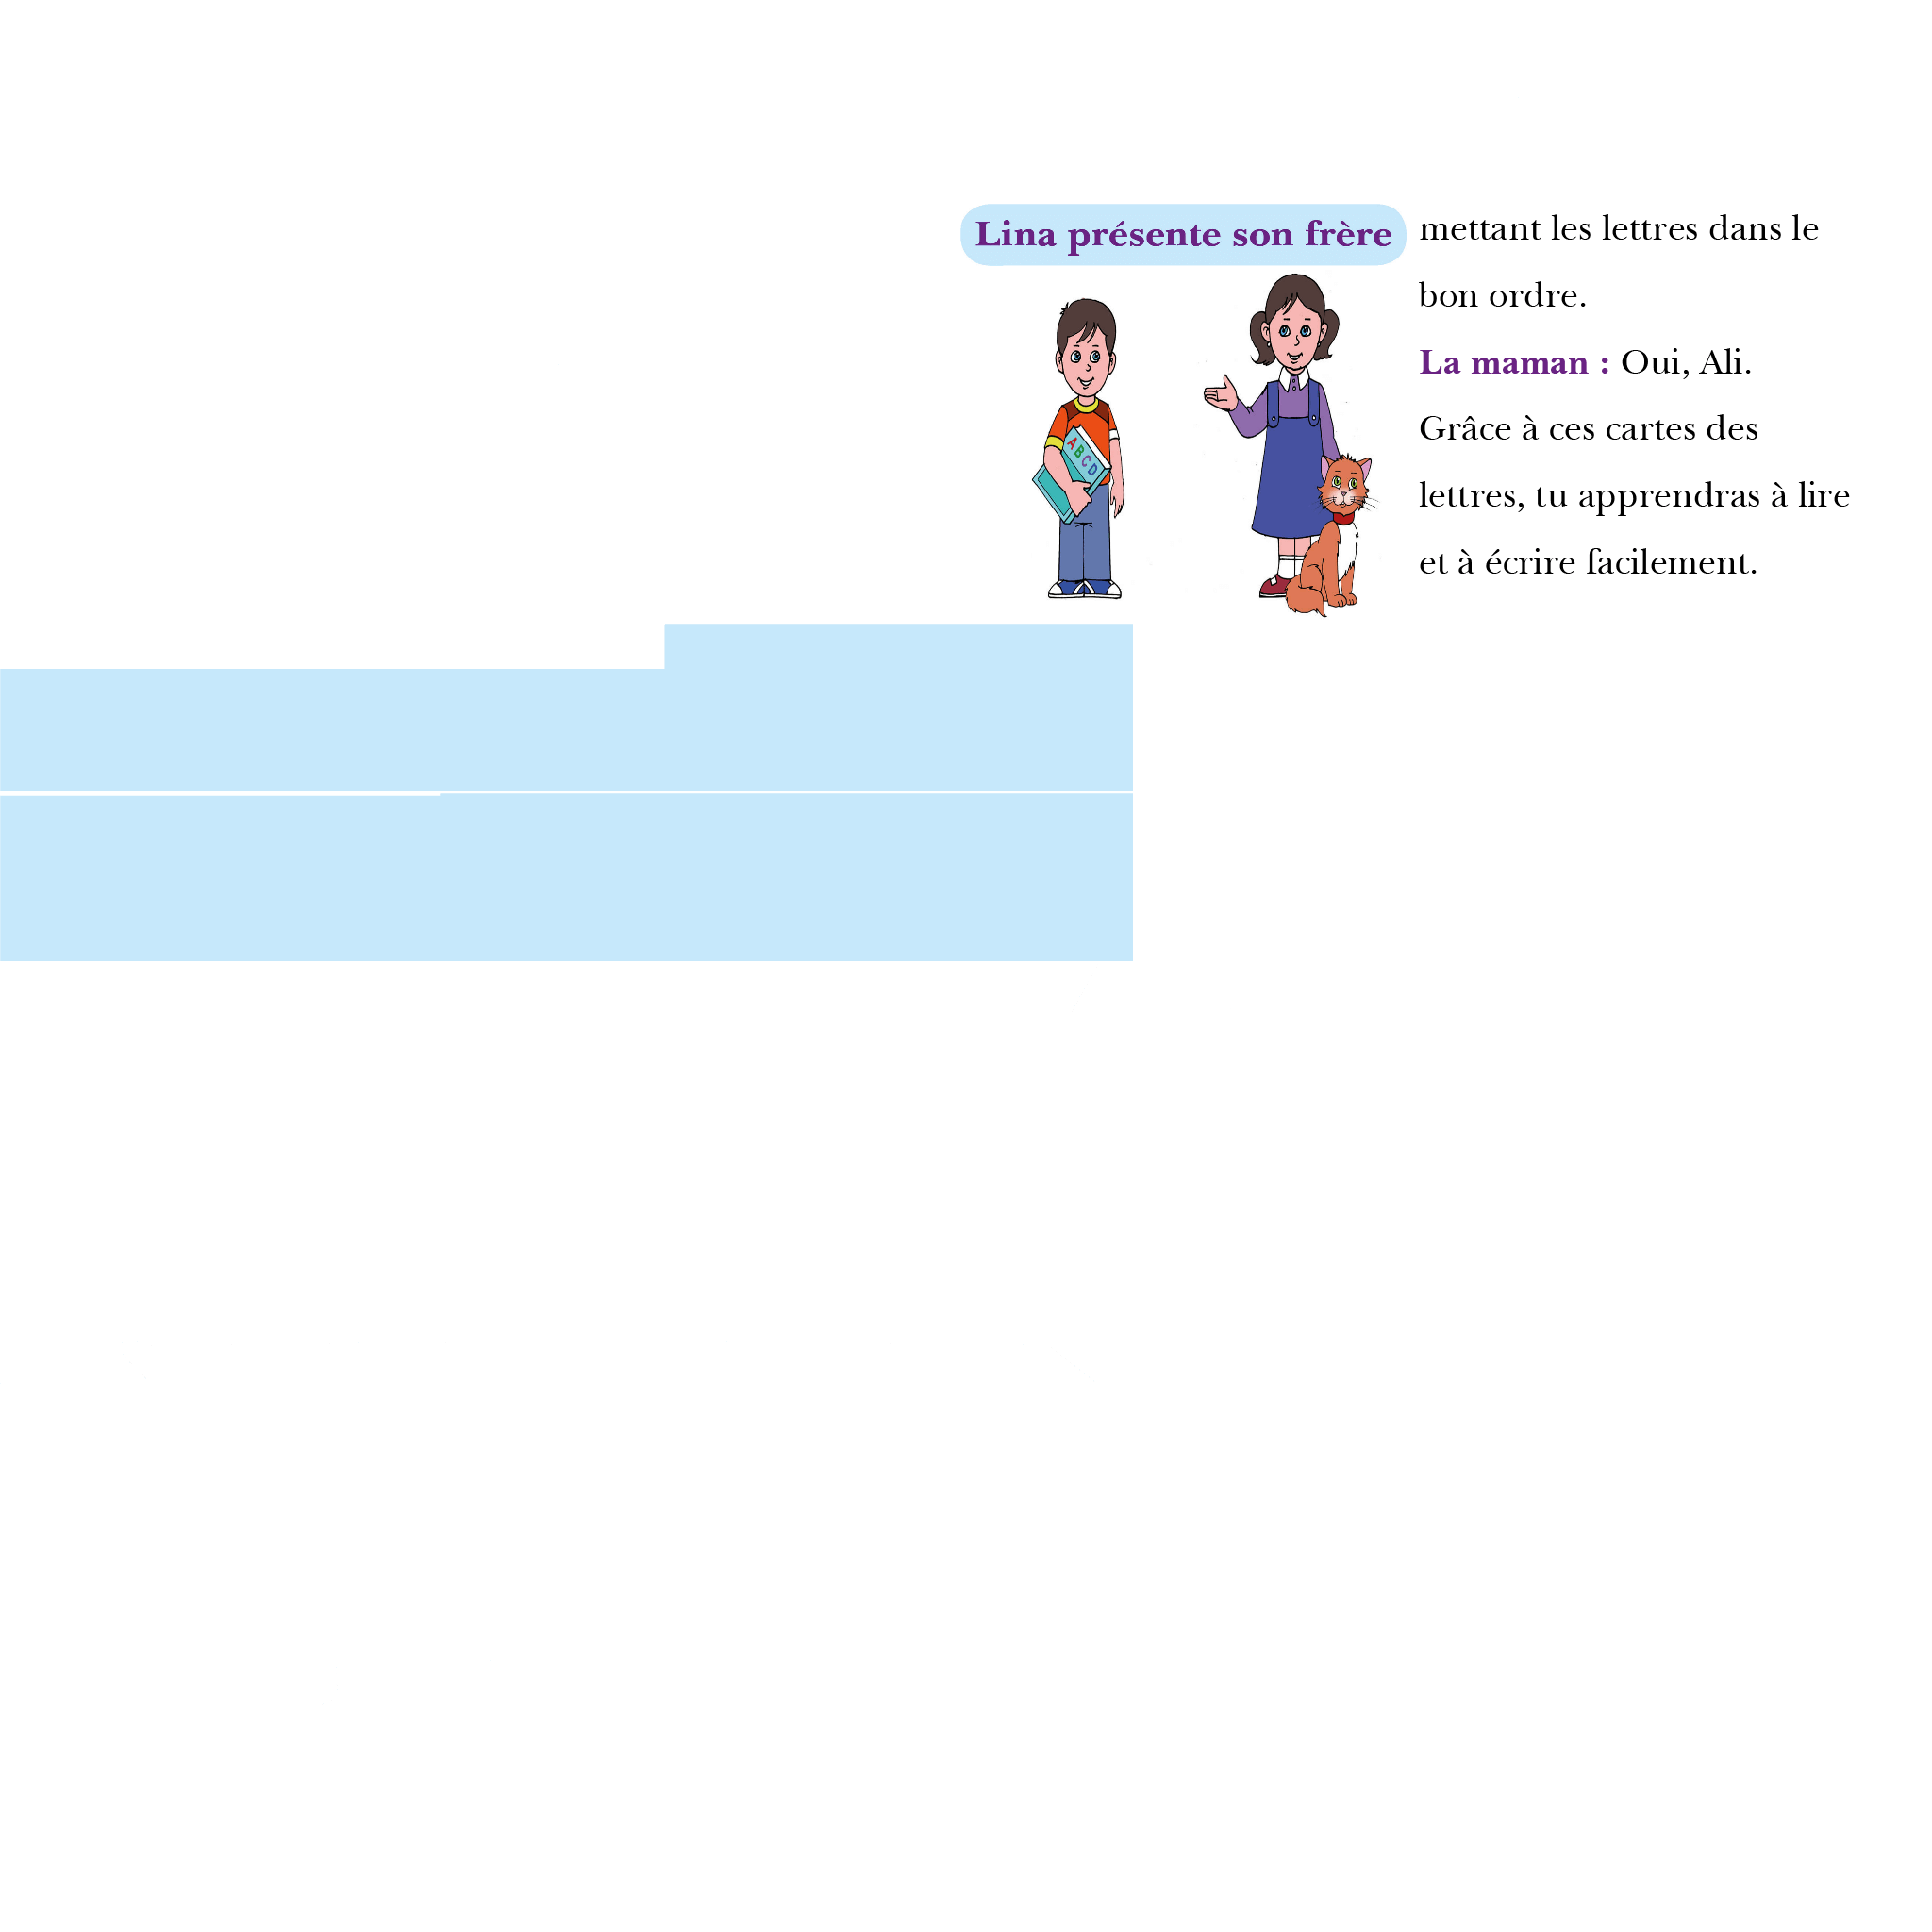 Lina présente son frère
A B C D
mettant les lettres dans le
bon ordre.
La maman : Oui, Ali.
Grâce à ces cartes des
lettres, tu apprendras à lire
et à écrire facilement.